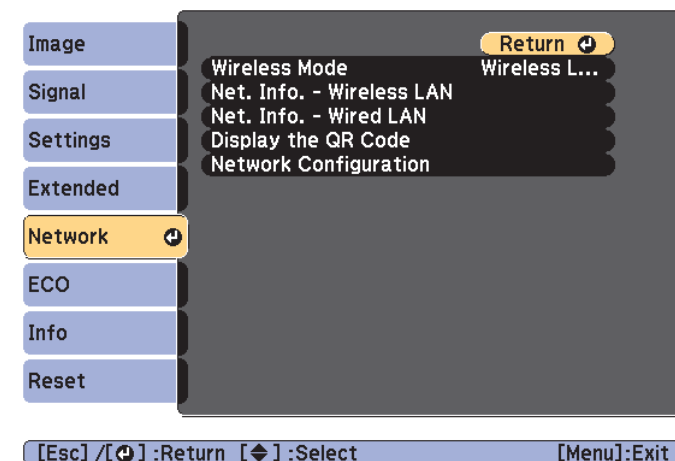 Image
Signal
Settings
Extended
Network
ECO
Info
Reset
Return
Wireless Mode Wireless L...
Net. Info. - Wireless LAN
Net. Info. - Wired LAN
Display the QR Code
Network Configuration
[Esc] /[ ] :Return [ ] :Select [Menu]:Exit